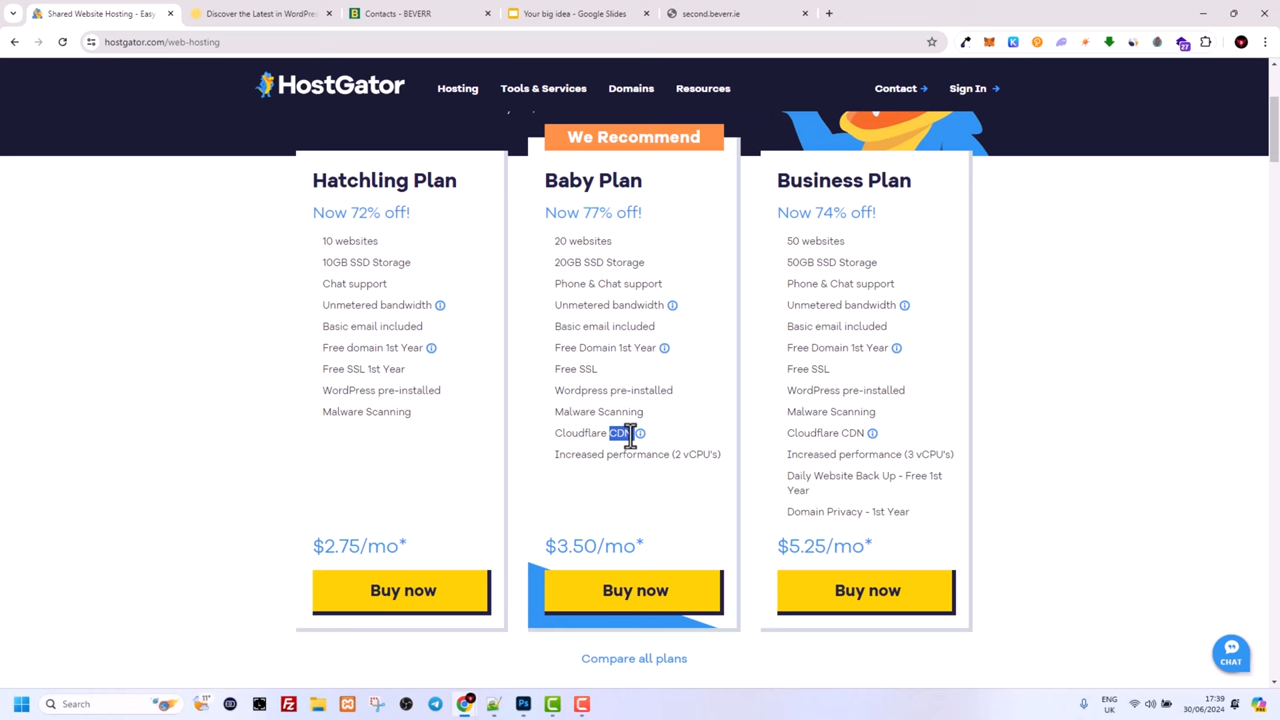 Shared Website Hosting - Easy
Discover the Latest in WordPre
Contacts - BEVERR
Your big idea - Google Slides
second.beverr.ie
hostgator.com/web-hosting
27
HostGator
Hosting
Tools & Services
Domains
Resources
Contact
Sign In
We Recommend
Hatchling Plan
Now 72% off!
10 websites
10GB SSD Storage
Chat support
Unmetered bandwidth
Basic email included
Free domain 1st Year
Free SSL 1st Year
WordPress pre-installed
Malware Scanning
$2.75/mo*
Buy now
Baby Plan
Now 77% off!
20 websites
20GB SSD Storage
Phone & Chat support
Unmetered bandwidth
Basic email included
Free Domain 1st Year
Free SSL
Wordpress pre-installed
Malware Scanning
Cloudflare CDN
Increased performance (2 vCPU's)
$3.50/mo*
Buy now
Business Plan
Now 74% off!
50 websites
50GB SSD Storage
Phone & Chat support
Unmetered bandwidth
Basic email included
Free Domain 1st Year
Free SSL
WordPress pre-installed
Malware Scanning
Cloudflare CDN
Increased performance (3 vCPU's)
Daily Website Back Up - Free 1st
Year
Domain Privacy - 1st Year
$5.25/mo*
Buy now
Compare all plans
CHAT
Search
11°
ENG
UK
17:39
30/06/2024